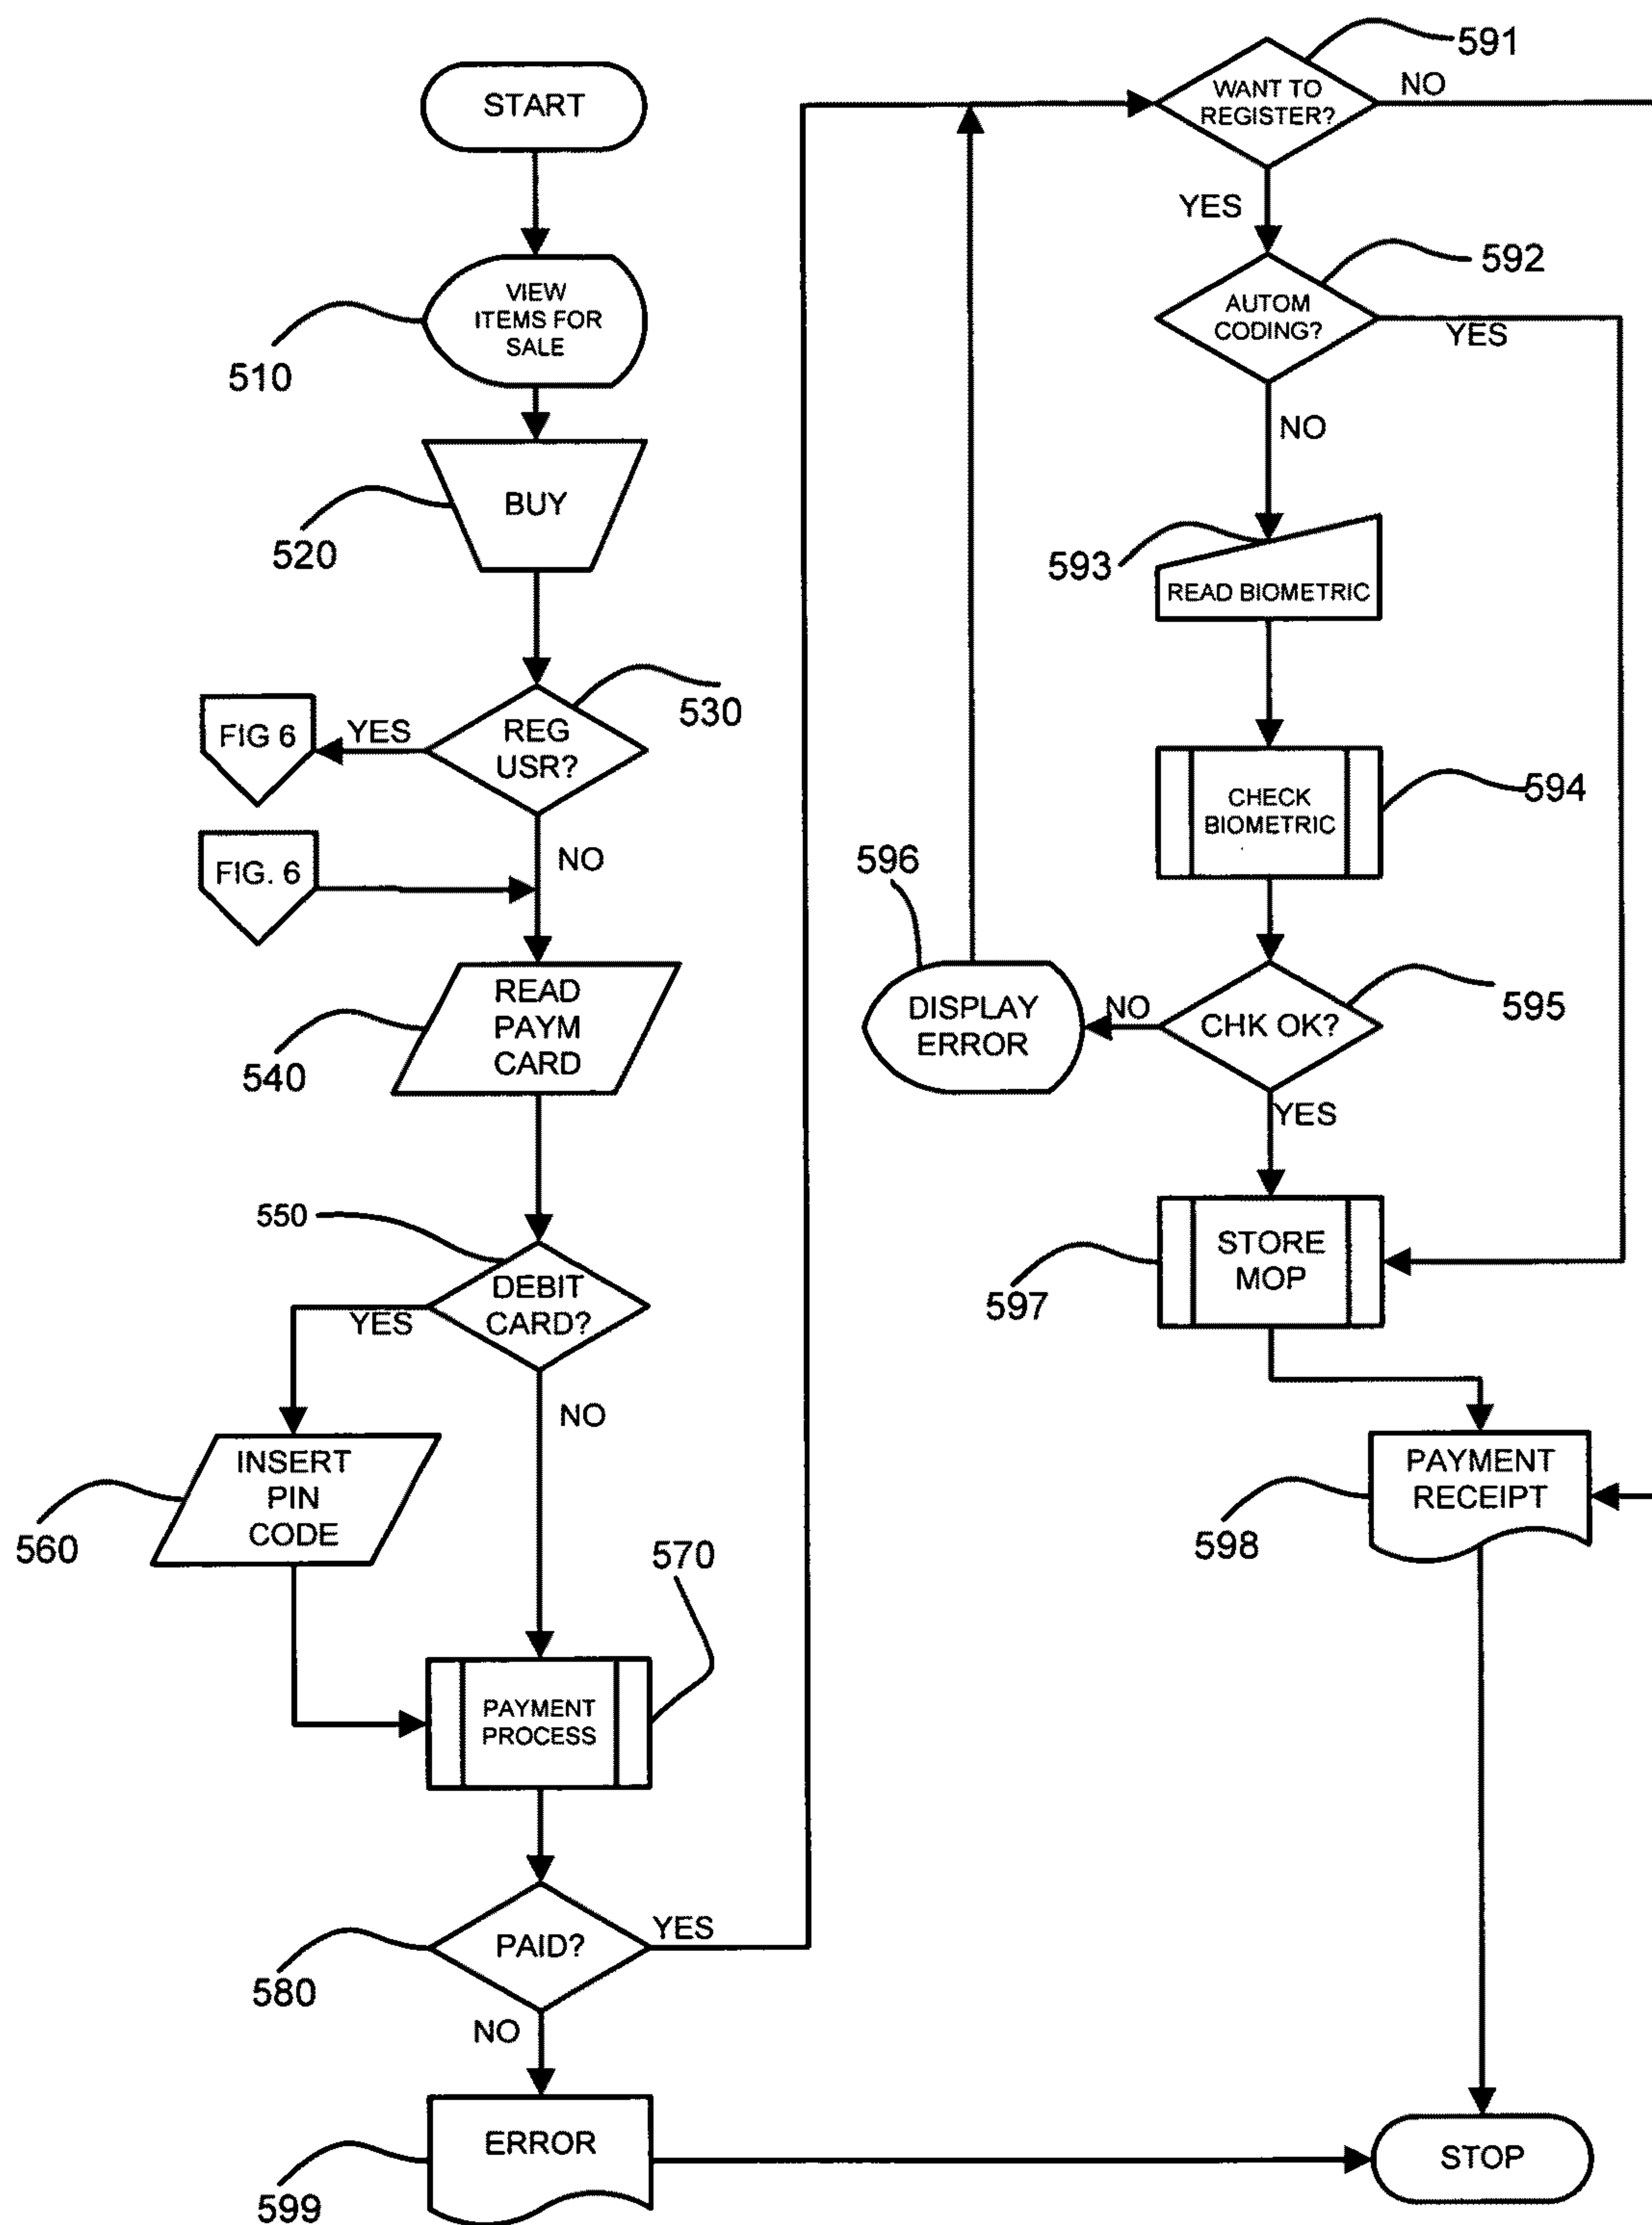 START
VIEW
ITEMS FOR
SALE
510
BUY
520
REG
USR?
530
YES
FIG 6
NO
FIG. 6
READ
PAYM
CARD
540
550
DEBIT
CARD?
YES
NO
INSERT
PIN
CODE
560
570
PAYMENT
PROCESS
PAID?
YES
580
NO
ERROR
599
591
WANT TO
REGISTER?
NO
YES
592
AUTOM
CODING?
YES
NO
593
READ BIOMETRIC
CHECK
BIOMETRIC
594
596
DISPLAY
ERROR
NO
CHK OK?
595
YES
STORE
MOP
597
PAYMENT
RECEIPT
598
STOP